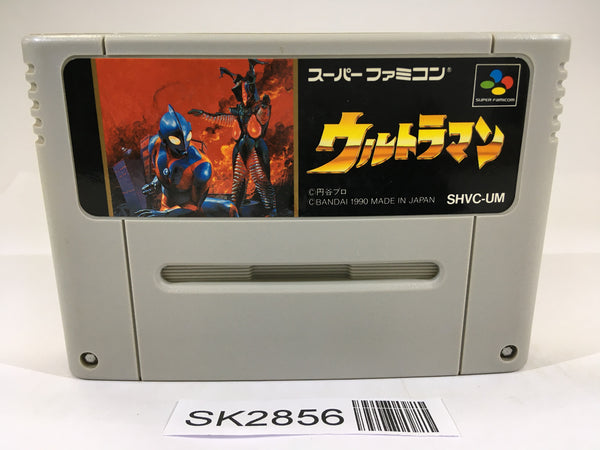 スーパーファミコン®
SUPER FAMICOM
ウルトラマン
©円谷プロ
©BANDAI 1990 MADE IN JAPAN
SHVC-UM
SK2856